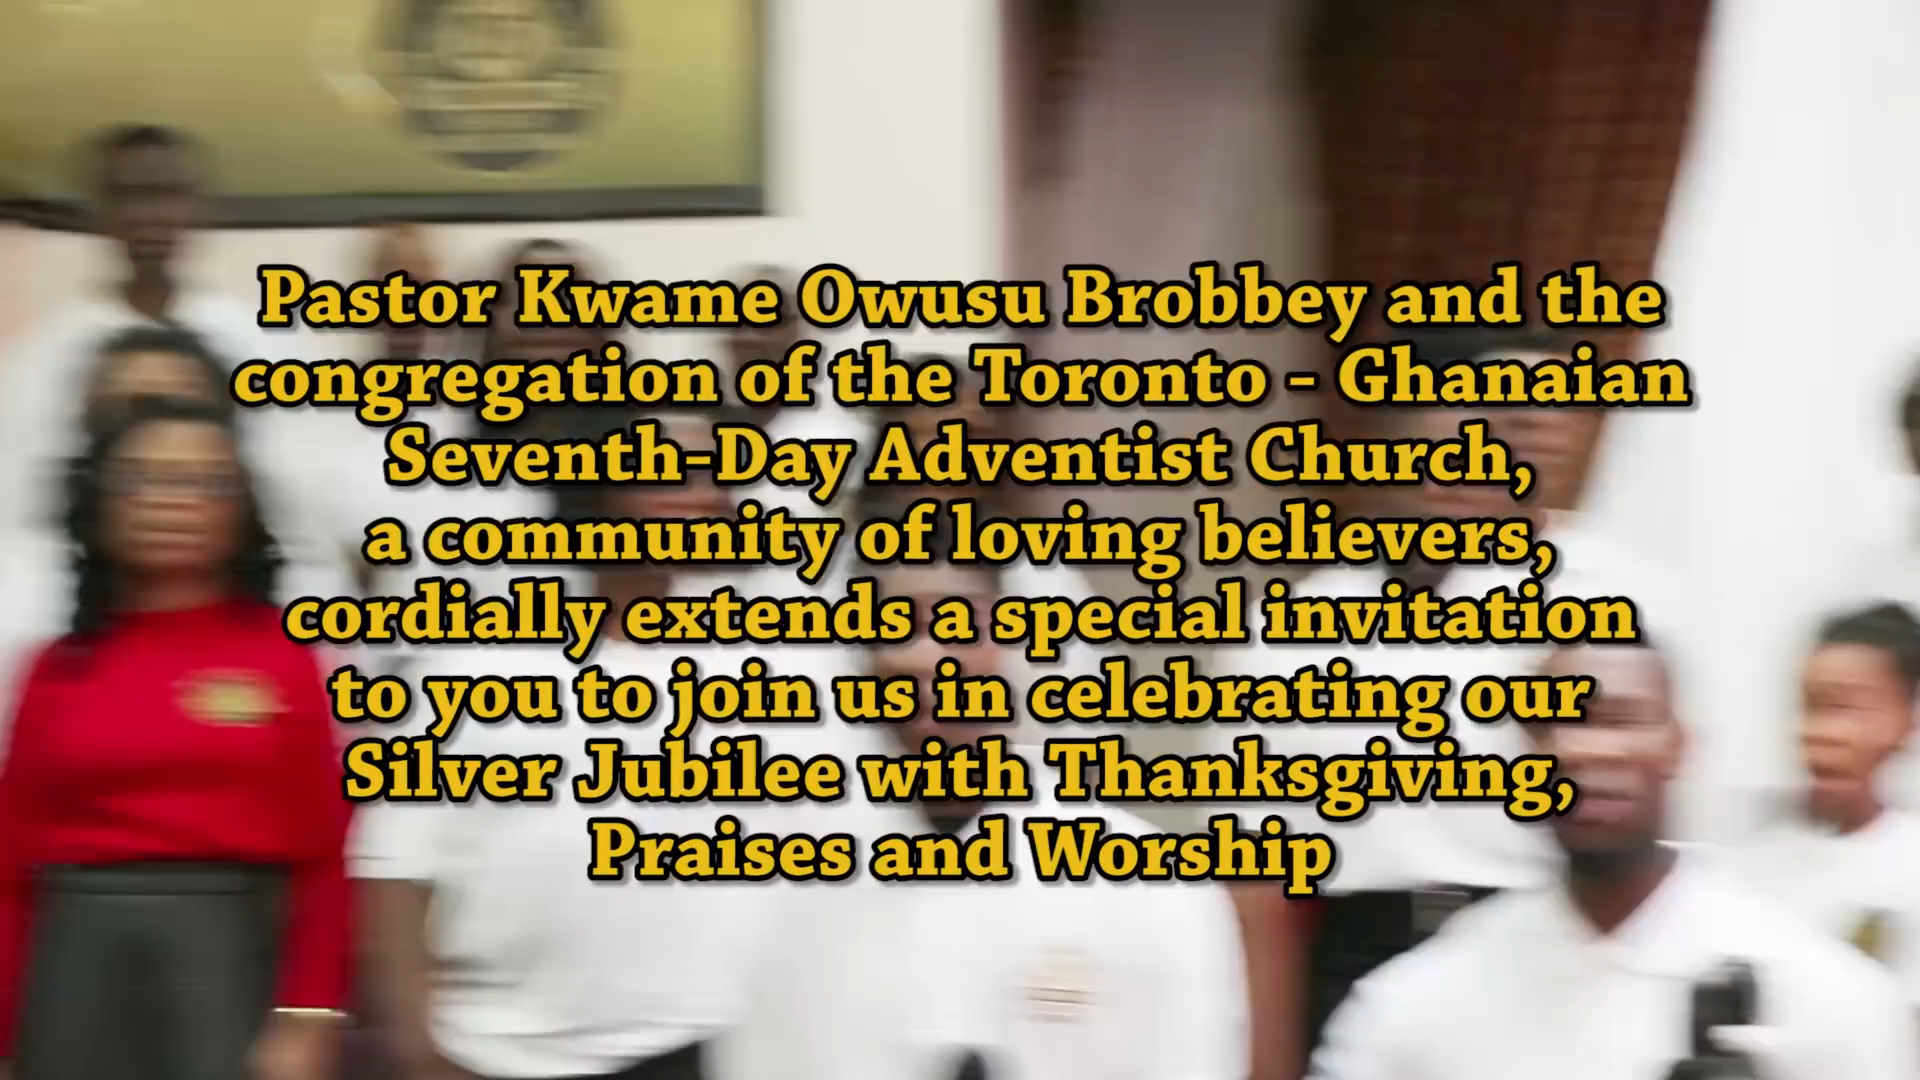 Pastor Kwame Owusu Brobbey and the
congregation of the Toronto - Ghanaian
Seventh-Day Adventist Church,
a community of loving believers,
cordially extends a special invitation
to you to join us in celebrating our
Silver Jubilee with Thanksgiving,
Praises and Worship